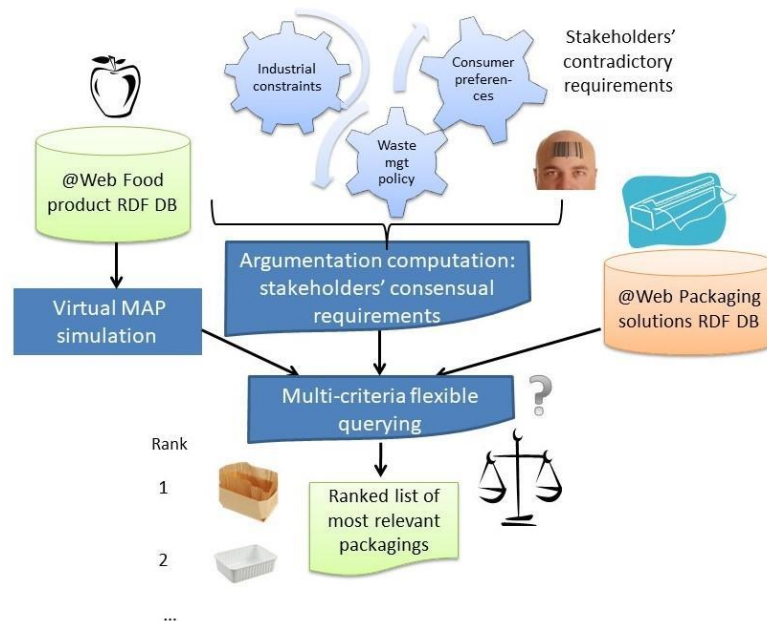 Industrial
constraints
Consumer
preferen-
ces
Stakeholders'
contradictory
requirements
Waste
mgt
policy
@Web Food
product RDF DB
Argumentation computation:
stakeholders' consensual
requirements
@Web Packaging
solutions RDF DB
Virtual MAP
simulation
Multi-criteria flexible
querying
?
Rank
1
Ranked list of
most relevant
packagings
2
...